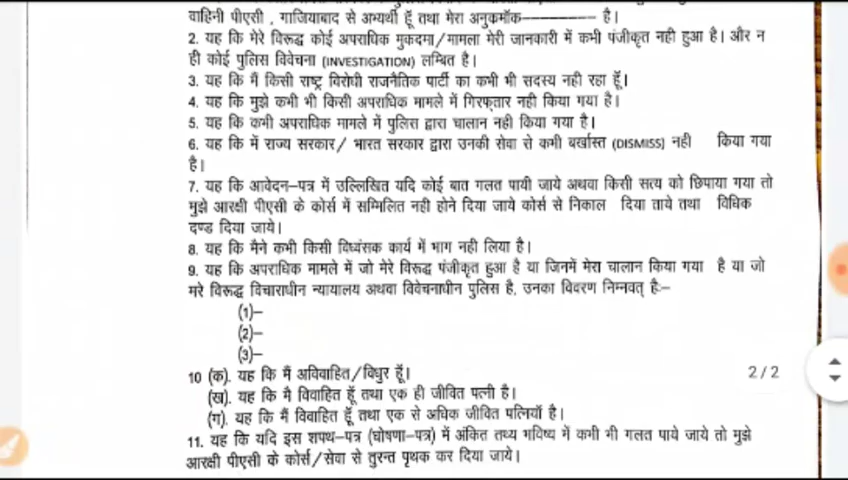 वाहिनी पीएसी , गाजियाबाद से अभ्यर्थी हूँ तथा मेरा अनुकमाँक————— है।
2. यह कि मेरे विरूद्ध कोई अपराधिक मुकदमा/मामला मेरी जानकारी में कभी पंजीकृत नही हुआ है। और न
ही कोई पुलिस विवेचना (INVESTIGATION) लम्बित है।
3. यह कि मैं किसी राष्ट्र विरोधी राजनैतिक पार्टी का कभी भी सदस्य नही रहा हूँ।
4. यह कि मुझे कभी भी किसी अपराधिक मामले में गिरफ्तार नही किया गया है।
5. यह कि कभी अपराधिक मामले में पुलिस द्वारा चालान नही किया गया है।
6. यह कि में राज्य सरकार/ भारत सरकार द्वारा उनकी सेवा से कभी बर्खास्त (DISMISS) नही किया गया
है।
7. यह कि आवेदन–पत्र में उल्लिखित यदि कोई बात गलत पायी जाये अथवा किसी सत्य को छिपाया गया तो
मुझे आरक्षी पीएसी के कोर्स में सम्मिलित नही होने दिया जाये कोर्स से निकाल दिया ताये तथा विधिक
दण्ड दिया जाये।
8. यह कि मैने कभी किसी विध्वंसक कार्य में भाग नही लिया है।
9. यह कि अपराधिक मामले में जो मेरे विरूद्ध पंजीकृत हुआ है या जिनमें मेरा चालान किया गया है या जो
मरे विरूद्ध विचाराधीन न्यायालय अथवा विवेचनाधीन पुलिस है, उनका विवरण निम्नवत् हैः–
(1)–
(2)–
(3)–
10 (क). यह कि मैं अविवाहित/विधुर हूँ।
2/2
(ख). यह कि मै विवाहित हूँ तथा एक ही जीवित पत्नी है।
(ग). यह कि मैं विवाहित हूँ तथा एक से अधिक जीवित पत्नियाँ है।
11. यह कि यदि इस शपथ–पत्र (घोषणा–पत्र) में अंकित तथ्य भविष्य में कभी भी गलत पाये जाये तो मुझे
आरक्षी पीएसी के कोर्स/सेवा से तुरन्त पृथक कर दिया जाये।